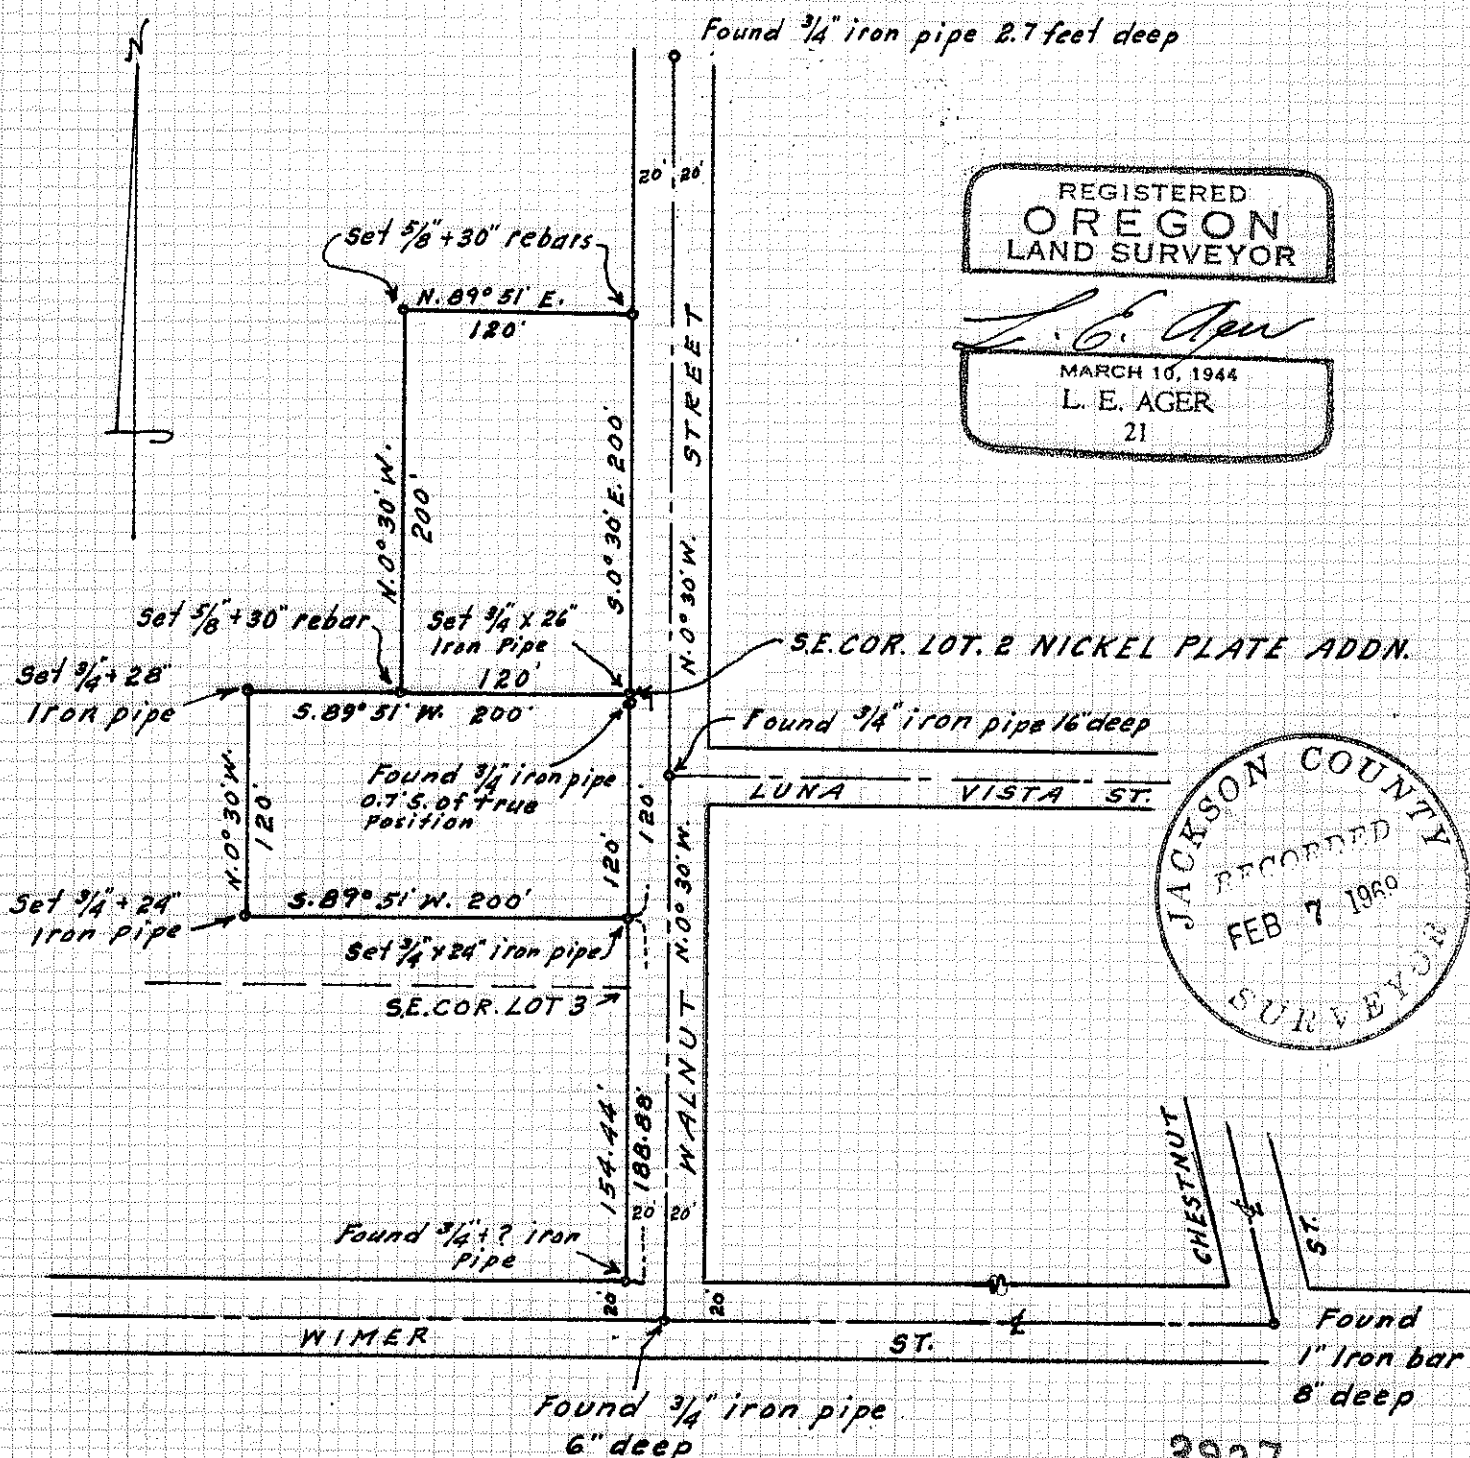 Found 3/4" iron pipe 2.7 feet deep
N
20' 20'
REGISTERED
OREGON
LAND SURVEYOR
L. E. Ager
MARCH 10, 1944
L. E. AGER
21
Set 5/8" + 30" rebars
N. 89° 51' E.
120'
N. 0° 30' W.
200'
S. 0° 30' E. 200'
STREET
N. 0° 30' W.
Set 5/8" + 30" rebar
Set 3/4" x 26"
Iron Pipe
120'
S.E. COR. LOT. 2 NICKEL PLATE ADDN.
Set 3/4" + 28"
Iron pipe
S. 89° 51' W. 200'
Found 3/4" iron pipe 16" deep
Found 3/4" iron pipe
0.7' S. of true
Position
LUNA VISTA ST.
N. 0° 30' W.
120'
120'
120'
N. 0° 30' W.
Set 3/4" + 24"
Iron pipe
S. 89° 51' W. 200'
Set 3/4" x 24" iron pipe
S.E. COR. LOT 3
JACKSON COUNTY
RECORDED
FEB 7 1969
SURVEYOR
WALNUT
154.44'
188.88'
20' 20'
CHESTNUT
ST.
Found 3/4" + ? iron
Pipe
20'
20'
WIMER ST.
Found
1" Iron bar
8" deep
Found 3/4" iron pipe
6" deep